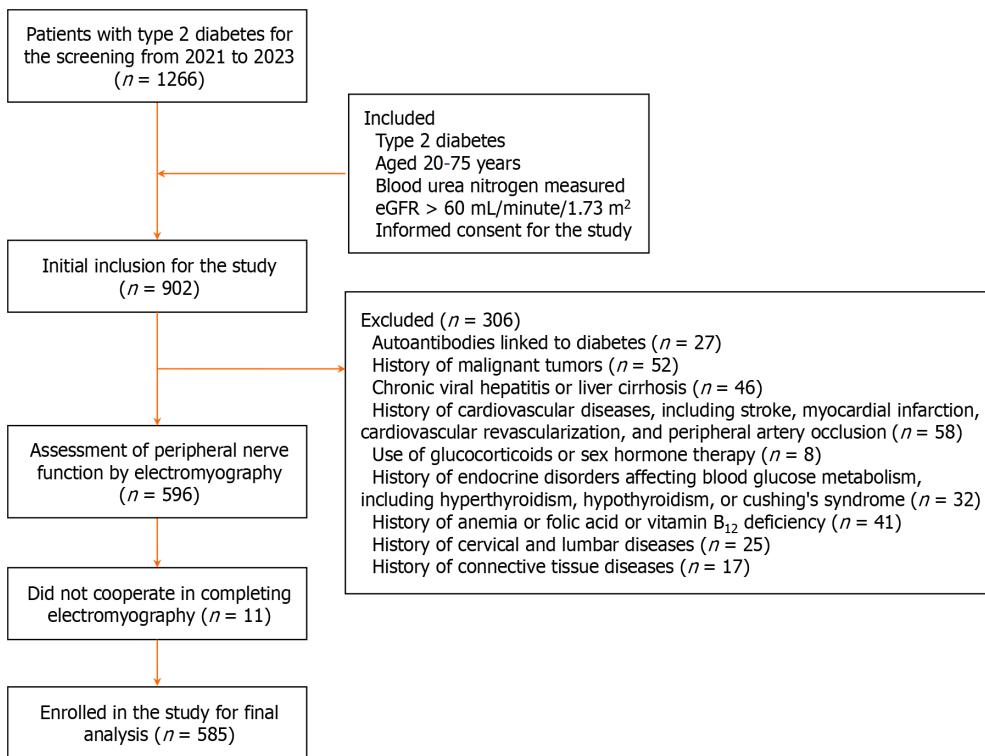 Patients with type 2 diabetes for
the screening from 2021 to 2023
(n = 1266)
Included
Type 2 diabetes
Aged 20-75 years
Blood urea nitrogen measured
eGFR > 60 mL/minute/1.73 m²
Informed consent for the study
Initial inclusion for the study
(n = 902)
Excluded (n = 306)
Autoantibodies linked to diabetes (n = 27)
History of malignant tumors (n = 52)
Chronic viral hepatitis or liver cirrhosis (n = 46)
History of cardiovascular diseases, including stroke, myocardial infarction,
cardiovascular revascularization, and peripheral artery occlusion (n = 58)
Use of glucocorticoids or sex hormone therapy (n = 8)
History of endocrine disorders affecting blood glucose metabolism,
including hyperthyroidism, hypothyroidism, or cushing's syndrome (n = 32)
History of anemia or folic acid or vitamin B₁₂ deficiency (n = 41)
History of cervical and lumbar diseases (n = 25)
History of connective tissue diseases (n = 17)
Assessment of peripheral nerve
function by electromyography
(n = 596)
Did not cooperate in completing
electromyography (n = 11)
Enrolled in the study for final
analysis (n = 585)